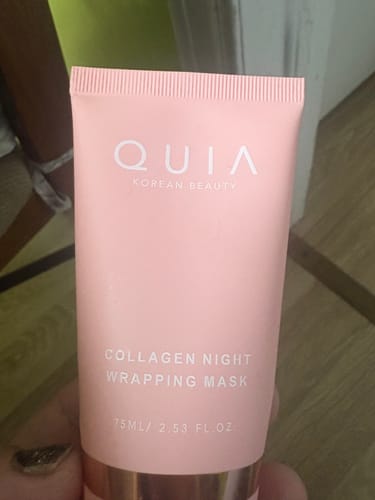 QUIA
KOREAN BEAUTY
COLLAGEN NIGHT
WRAPPING MASK
75ML/ 2.53 FL.OZ.